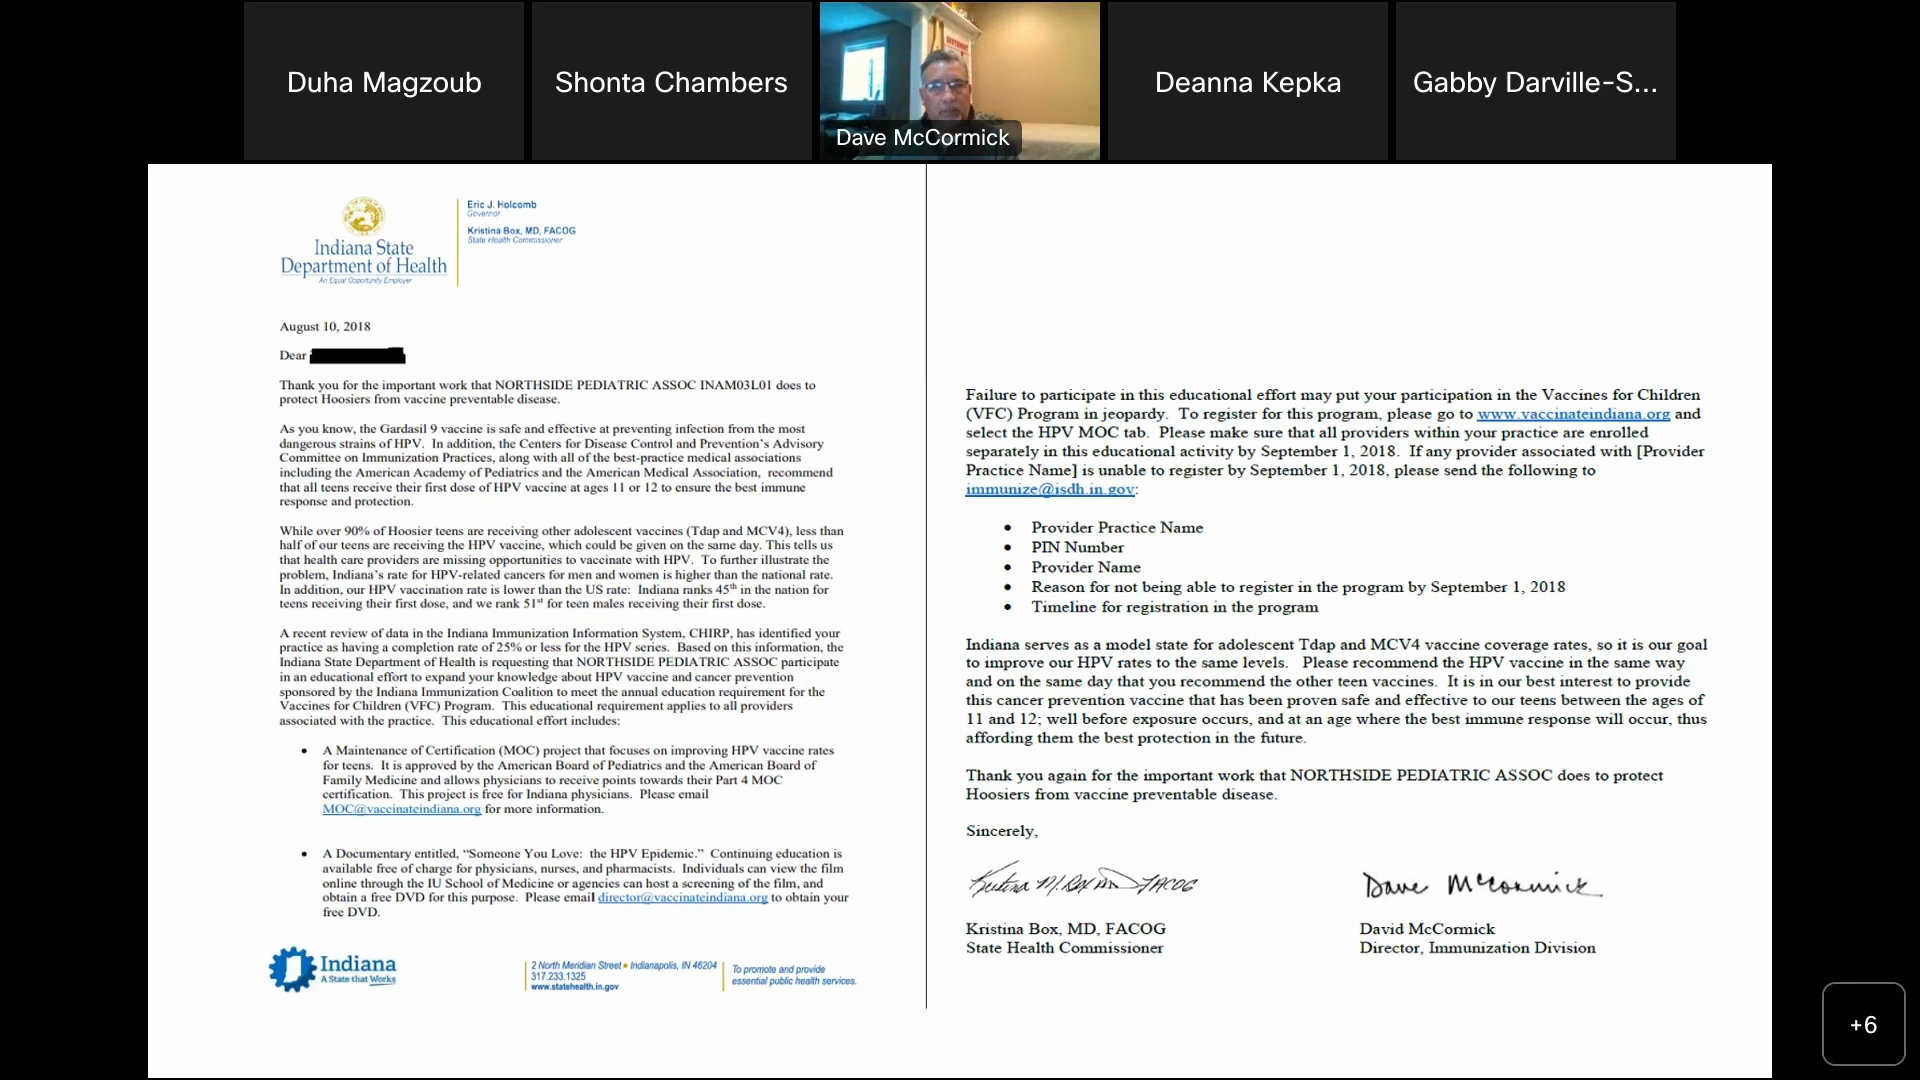 Duha Magzoub
Shonta Chambers
Dave McCormick
Deanna Kepka
Gabby Darville-S...
Indiana State
Department of Health
An Equal Opportunity Employer
Eric J. Holcomb
Governor
Kristina Box, MD, FACOG
State Health Commissioner
August 10, 2018
Dear
Thank you for the important work that NORTHSIDE PEDIATRIC ASSOC INAM03L01 does to
protect Hoosiers from vaccine preventable disease.
As you know, the Gardasil 9 vaccine is safe and effective at preventing infection from the most
dangerous strains of HPV. In addition, the Centers for Disease Control and Prevention's Advisory
Committee on Immunization Practices, along with all of the best-practice medical associations
including the American Academy of Pediatrics and the American Medical Association, recommend
that all teens receive their first dose of HPV vaccine at ages 11 or 12 to ensure the best immune
response and protection.
While over 90% of Hoosier teens are receiving other adolescent vaccines (Tdap and MCV4), less than
half of our teens are receiving the HPV vaccine, which could be given on the same day. This tells us
that health care providers are missing opportunities to vaccinate with HPV. To further illustrate the
problem, Indiana's rate for HPV-related cancers for men and women is higher than the national rate.
In addition, our HPV vaccination rate is lower than the US rate: Indiana ranks 45th in the nation for
teens receiving their first dose, and we rank 51st for teen males receiving their first dose.
A recent review of data in the Indiana Immunization Information System, CHIRP, has identified your
practice as having a completion rate of 25% or less for the HPV series. Based on this information, the
Indiana State Department of Health is requesting that NORTHSIDE PEDIATRIC ASSOC participate
in an educational effort to expand your knowledge about HPV vaccine and cancer prevention
sponsored by the Indiana Immunization Coalition to meet the annual education requirement for the
Vaccines for Children (VFC) Program. This educational requirement applies to all providers
associated with the practice. This educational effort includes:
• A Maintenance of Certification (MOC) project that focuses on improving HPV vaccine rates
for teens. It is approved by the American Board of Pediatrics and the American Board of
Family Medicine and allows physicians to receive points towards their Part 4 MOC
certification. This project is free for Indiana physicians. Please email
MOC@vaccinateindiana.org for more information.
• A Documentary entitled, “Someone You Love: the HPV Epidemic.” Continuing education is
available free of charge for physicians, nurses, and pharmacists. Individuals can view the film
online through the IU School of Medicine or agencies can host a screening of the film, and
obtain a free DVD for this purpose. Please email director@vaccinateindiana.org to obtain your
free DVD.
Indiana
A State that Works
2 North Meridian Street • Indianapolis, IN 46204
317.233.1325
www.statehealth.in.gov
To promote and provide
essential public health services.
Failure to participate in this educational effort may put your participation in the Vaccines for Children
(VFC) Program in jeopardy. To register for this program, please go to www.vaccinateindiana.org and
select the HPV MOC tab. Please make sure that all providers within your practice are enrolled
separately in this educational activity by September 1, 2018. If any provider associated with [Provider
Practice Name] is unable to register by September 1, 2018, please send the following to
immunize@isdh.in.gov:
• Provider Practice Name
• PIN Number
• Provider Name
• Reason for not being able to register in the program by September 1, 2018
• Timeline for registration in the program
Indiana serves as a model state for adolescent Tdap and MCV4 vaccine coverage rates, so it is our goal
to improve our HPV rates to the same levels. Please recommend the HPV vaccine in the same way
and on the same day that you recommend the other teen vaccines. It is in our best interest to provide
this cancer prevention vaccine that has been proven safe and effective to our teens between the ages of
11 and 12; well before exposure occurs, and at an age where the best immune response will occur, thus
affording them the best protection in the future.
Thank you again for the important work that NORTHSIDE PEDIATRIC ASSOC does to protect
Hoosiers from vaccine preventable disease.
Sincerely,
Kristina M. Box MD FACOG
Dave McCormick
Kristina Box, MD, FACOG
State Health Commissioner
David McCormick
Director, Immunization Division
+6